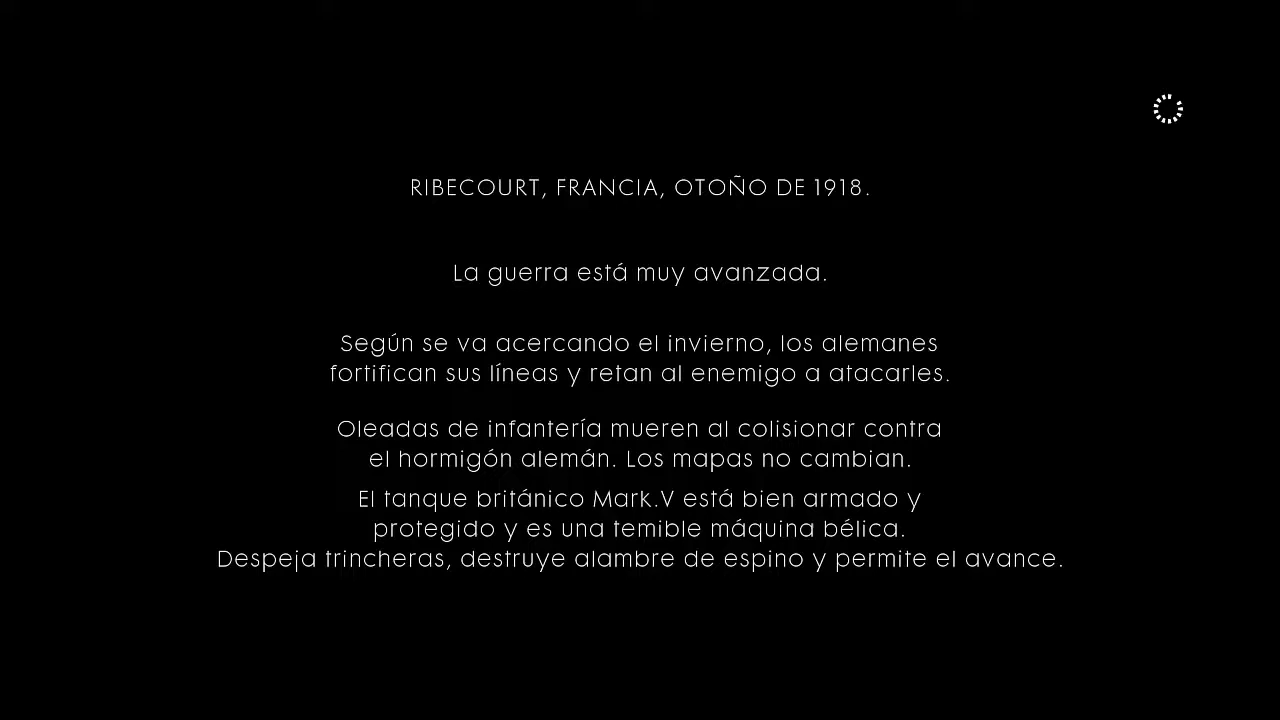 RIBECOURT, FRANCIA, OTOÑO DE 1918.
La guerra está muy avanzada.
Según se va acercando el invierno, los alemanes
fortifican sus líneas y retan al enemigo a atacarles.
Oleadas de infantería mueren al colisionar contra
el hormigón alemán. Los mapas no cambian.
El tanque británico Mark.V está bien armado y
protegido y es una temible máquina bélica.
Despeja trincheras, destruye alambre de espino y permite el avance.